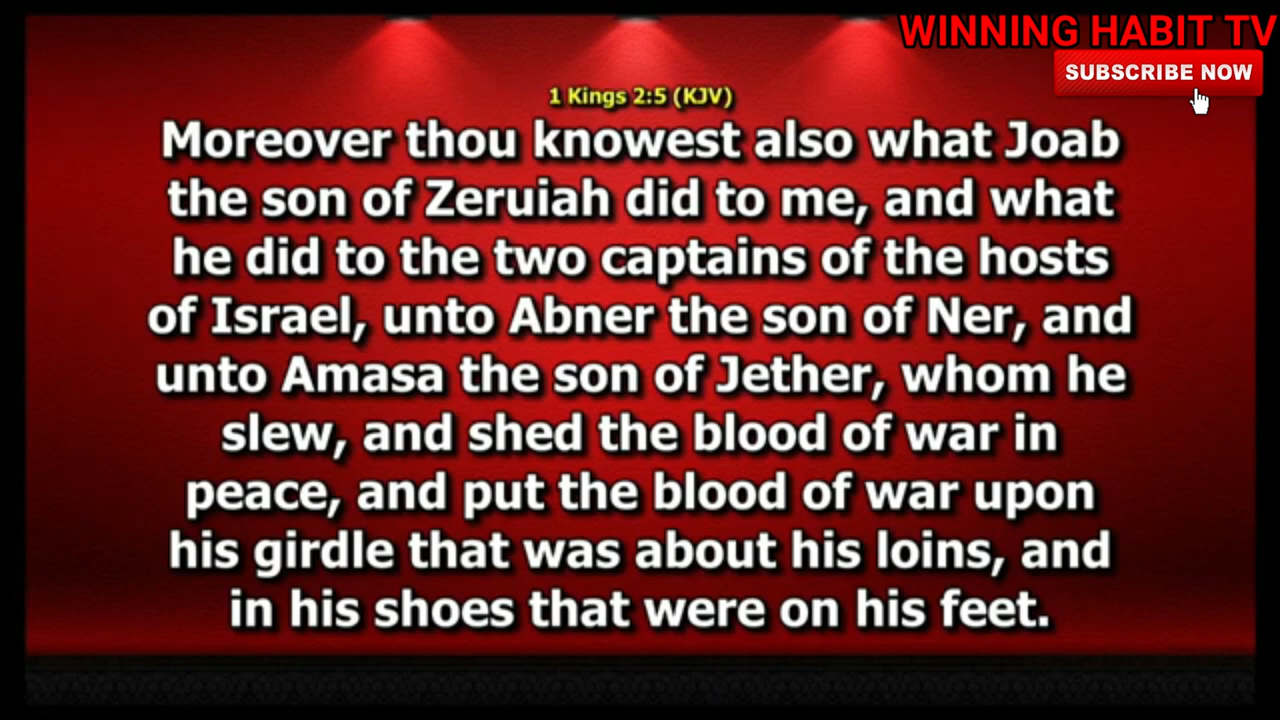 WINNING HABIT TV
SUBSCRIBE NOW
1 Kings 2:5 (KJV)
Moreover thou knowest also what Joab
the son of Zeruiah did to me, and what
he did to the two captains of the hosts
of Israel, unto Abner the son of Ner, and
unto Amasa the son of Jether, whom he
slew, and shed the blood of war in
peace, and put the blood of war upon
his girdle that was about his loins, and
in his shoes that were on his feet.